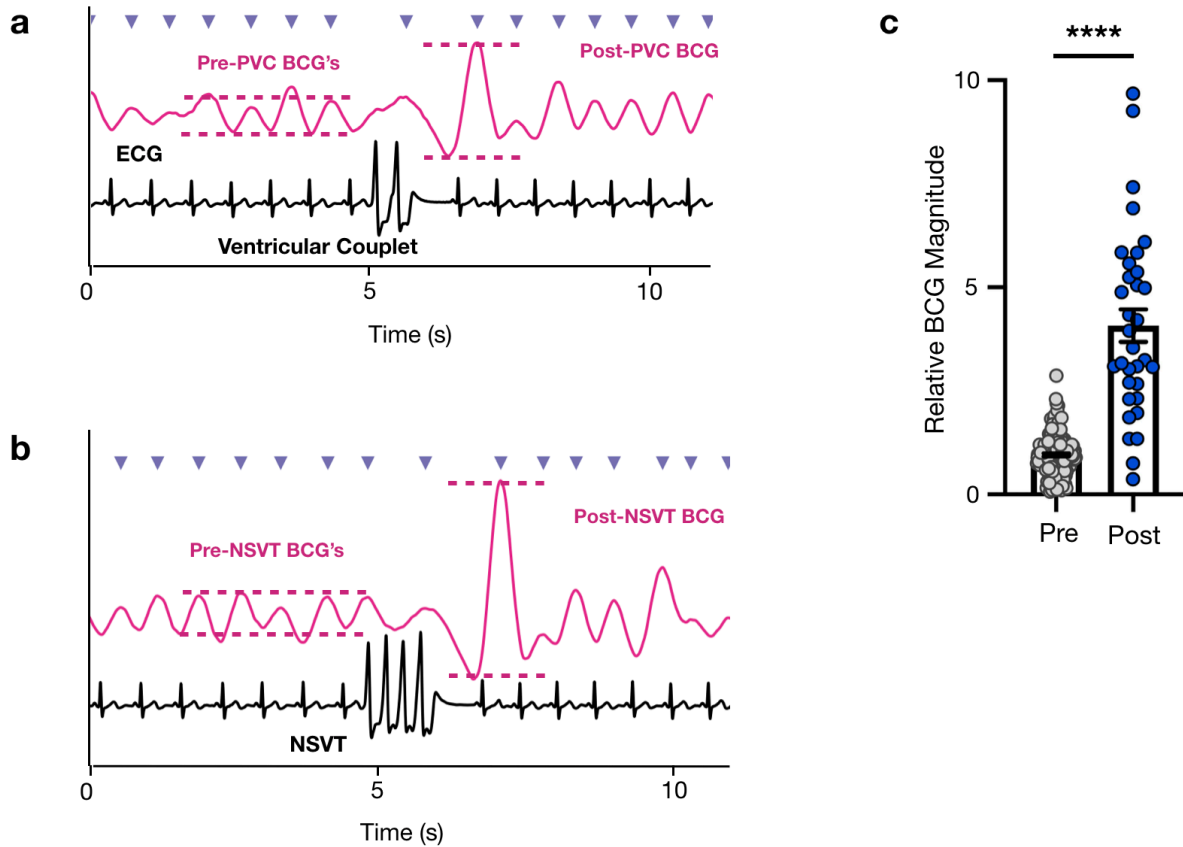 a
Pre-PVC BCG's
Post-PVC BCG
ECG
Ventricular Couplet
0
5
10
Time (s)
b
Pre-NSVT BCG's
Post-NSVT BCG
NSVT
0
5
10
Time (s)
c
****
10
5
0
Relative BCG Magnitude
Pre
Post